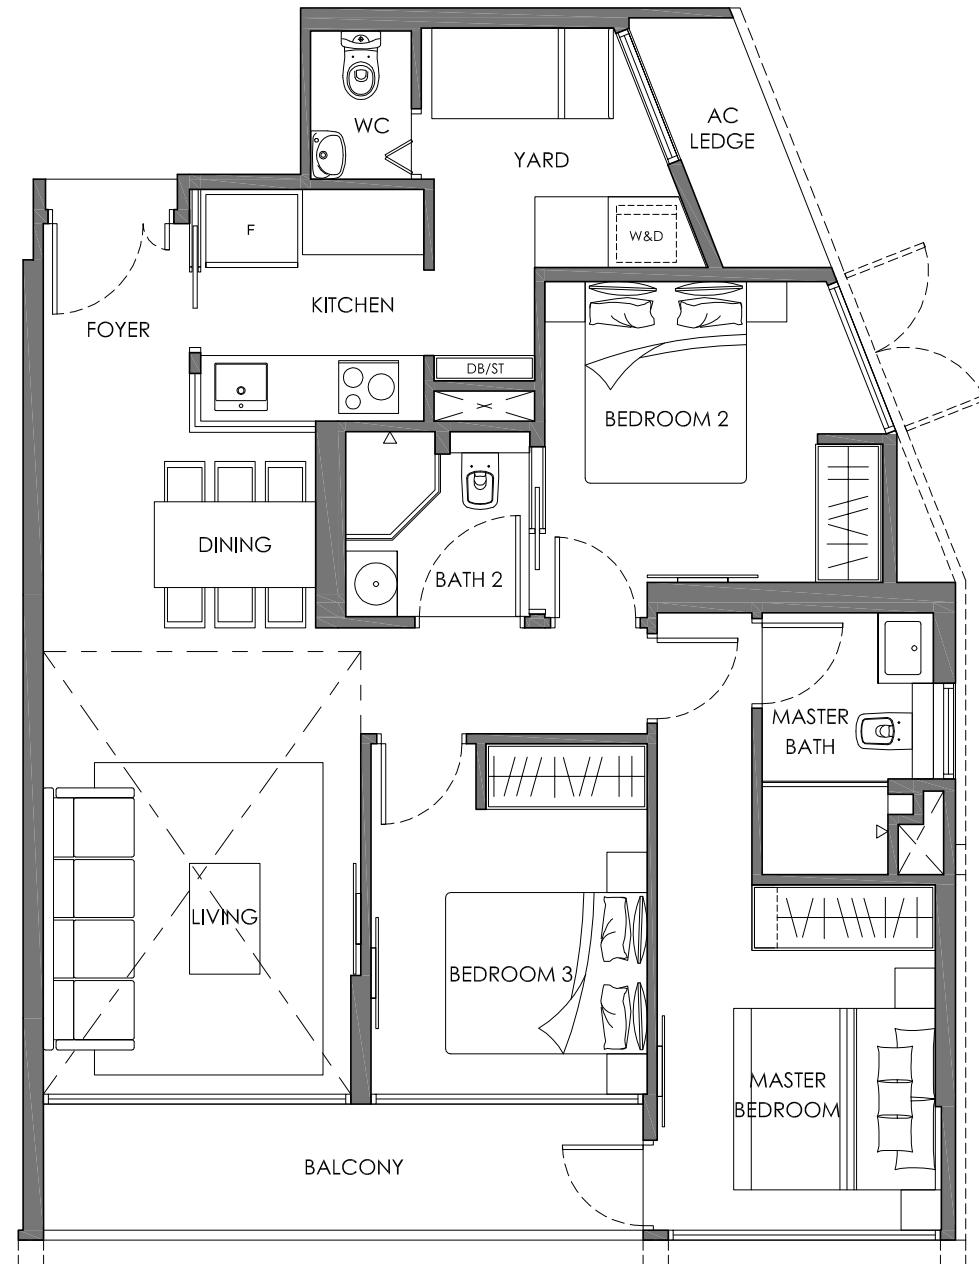 WC
AC
LEDGE
YARD
F
W&D
KITCHEN
FOYER
DB/ST
BEDROOM 2
DINING
BATH 2
MASTER
BATH
LIVING
BEDROOM 3
MASTER
BEDROOM
BALCONY